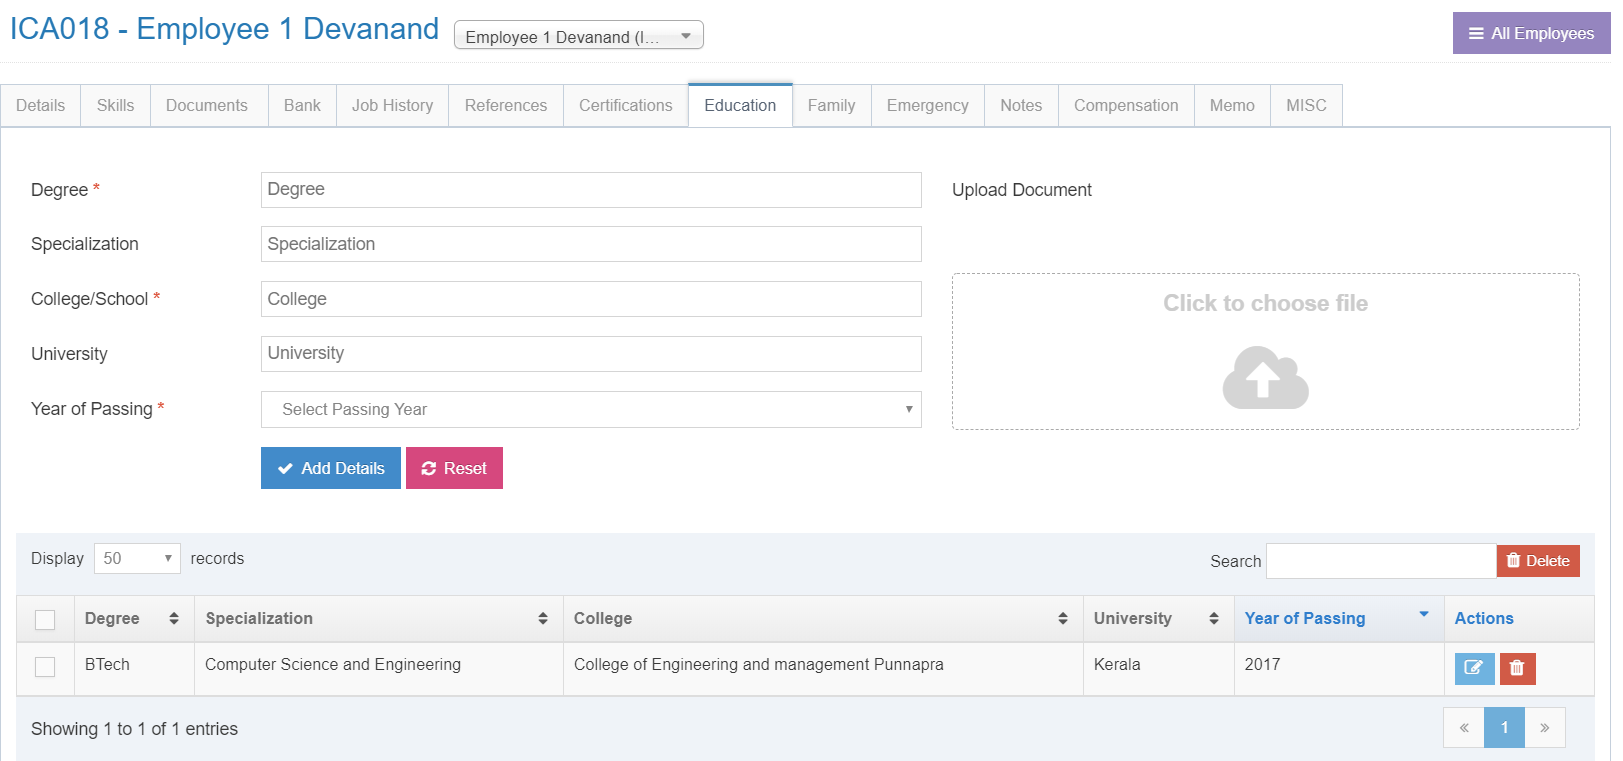 ICA018 - Employee 1 Devanand
Employee 1 Devanand (I...
All Employees
Details Skills Documents Bank Job History References Certifications Education Family Emergency Notes Compensation Memo MISC
Degree * Degree Upload Document
Specialization Specialization
College/School * College Click to choose file
University University
Year of Passing * Select Passing Year
Add Details Reset
Display 50 records Search Delete
Degree Specialization College University Year of Passing Actions
BTech Computer Science and Engineering College of Engineering and management Punnapra Kerala 2017
Showing 1 to 1 of 1 entries « 1 »